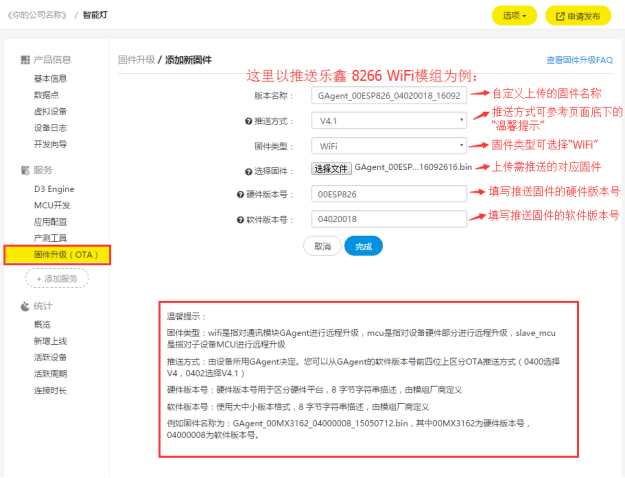 《你的公司名称》 / 智能灯
选项
申请发布
产品信息
基本信息
数据点
虚拟设备
设备日志
开发向导
服务
D3 Engine
MCU开发
应用配置
产测工具
固件升级（OTA）
+ 添加服务
统计
概览
新增上线
活跃设备
活跃周期
连接时长
固件升级 / 添加新固件
查看固件升级FAQ
这里以推送乐鑫 8266 WiFi模组为例：
版本名称： GAgent_00ESP826_04020018_16092
自定义上传的固件名称
推送方式： V4.1
推送方式可参考页面底下的
“温馨提示”
固件类型： WiFi
固件类型可选择“WiFi”
选择固件： 选择文件 GAgent_00ESP...16092616.bin
上传需推送的对应固件
硬件版本号： 00ESP826
填写推送固件的硬件版本号
软件版本号： 04020018
填写推送固件的软件版本号
取消
完成
温馨提示：
固件类型：wifi是指对通讯模块GAgent进行远程升级，mcu是指对设备硬件部分进行远程升级，slave_mcu
是指对子设备MCU进行远程升级
推送方式：由设备所用GAgent决定。您可以从GAgent的软件版本号前四位上区分OTA推送方式（0400选择
V4，0402选择V4.1）
硬件版本号：硬件版本号用于区分硬件平台，8 字节字符串描述，由模组厂商定义
软件版本号：使用大中小版本格式，8 字节字符串描述，由模组厂商定义
例如固件名称为：GAgent_00MX3162_04000008_15050712.bin，其中00MX3162为硬件版本号，
04000008为软件版本号。